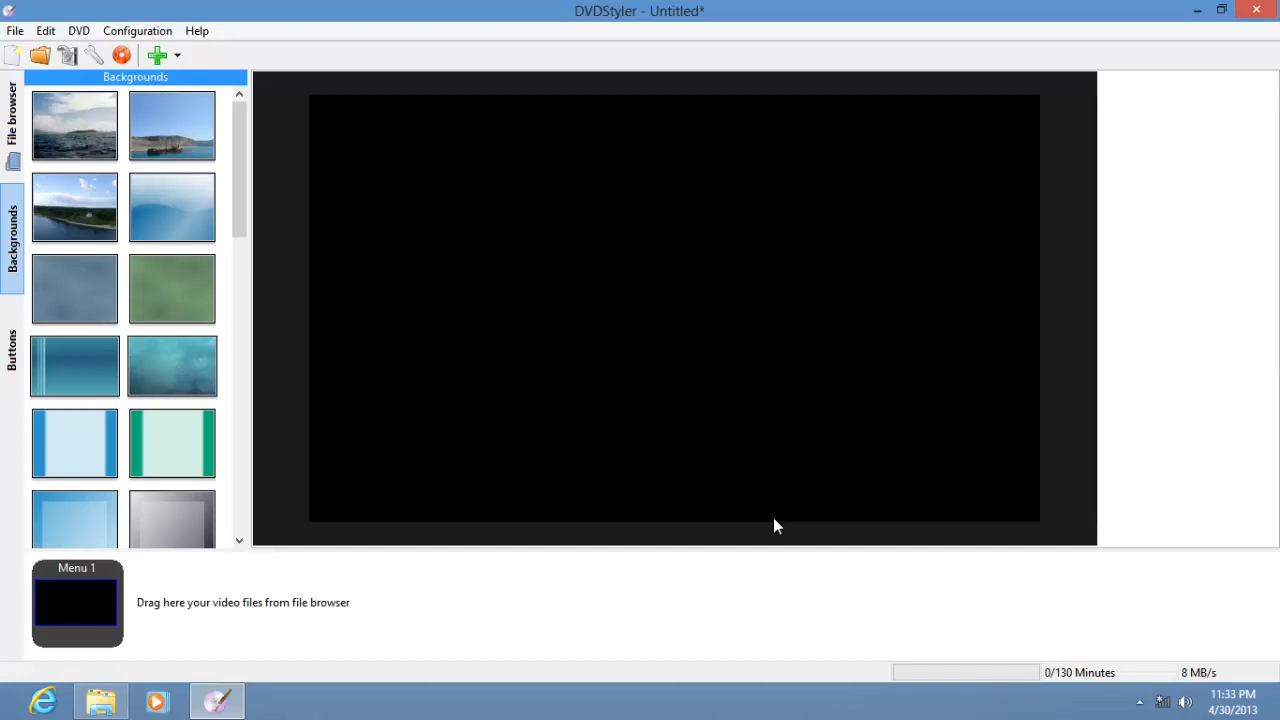 DVDStyler - Untitled*
File Edit DVD Configuration Help
Backgrounds
File browser
Backgrounds
Buttons
Menu 1
Drag here your video files from file browser
0/130 Minutes 8 MB/s
11:33 PM
4/30/2013